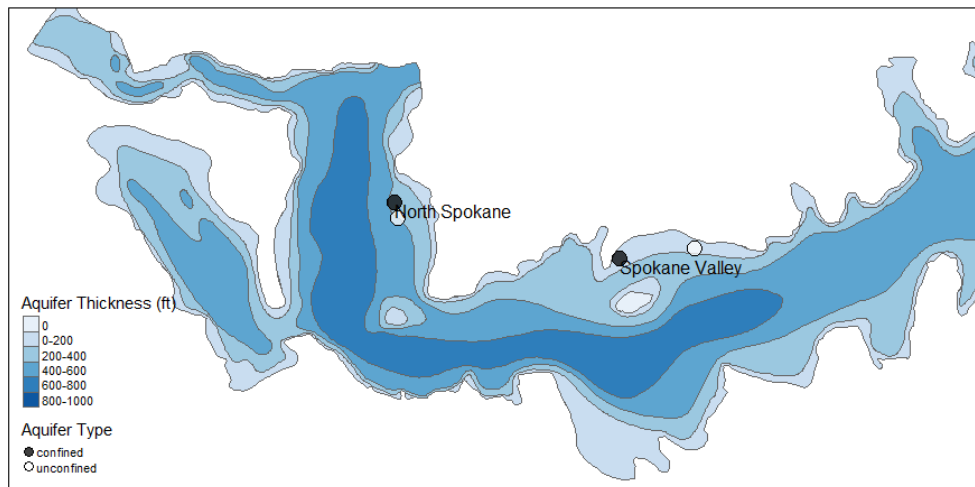 North Spokane
Spokane Valley
Aquifer Thickness (ft)
0
0-200
200-400
400-600
600-800
800-1000
Aquifer Type
confined
unconfined